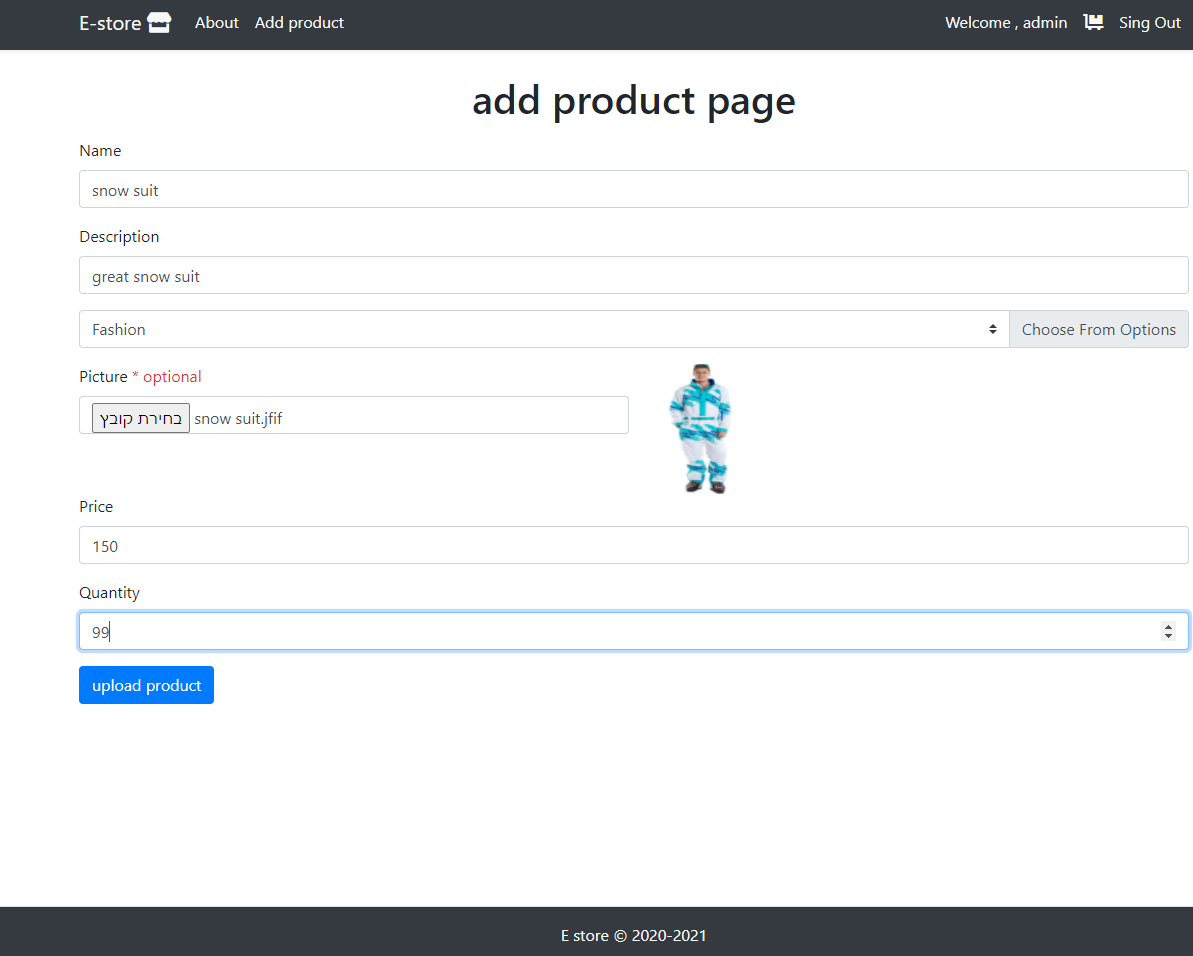 E-store About Add product Welcome , admin Sing Out
add product page
Name
snow suit
Description
great snow suit
Fashion Choose From Options
Picture * optional
בחירת קובץ snow suit.jfif
Price
150
Quantity
99
upload product
E store © 2020-2021